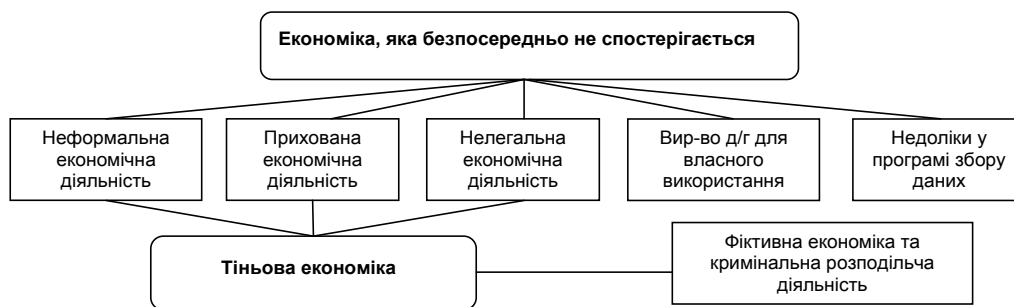 Економіка, яка безпосередньо не спостерігається
Неформальна
економічна
діяльність
Прихована
економічна
діяльність
Нелегальна
економічна
діяльність
Вир-во д/г для
власного
використання
Недоліки у
програмі збору
даних
Тіньова економіка
Фіктивна економіка та
кримінальна розподільча
діяльність